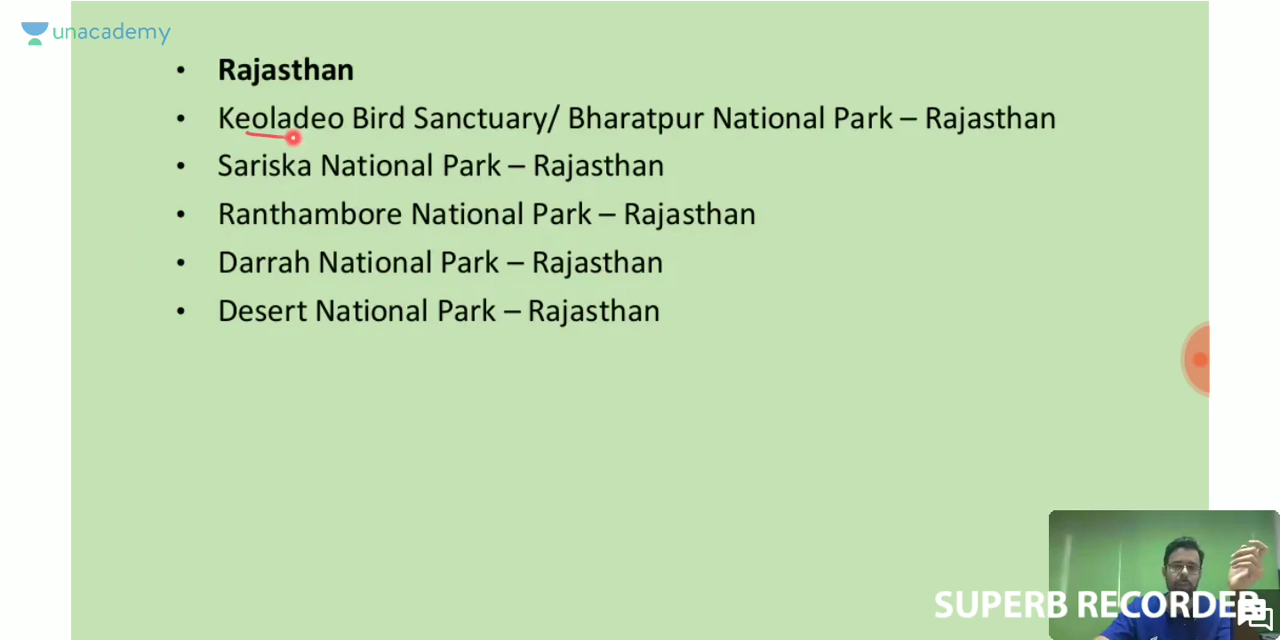 unacademy
• Rajasthan
• Keoladeo Bird Sanctuary/ Bharatpur National Park – Rajasthan
• Sariska National Park – Rajasthan
• Ranthambore National Park – Rajasthan
• Darrah National Park – Rajasthan
• Desert National Park – Rajasthan
SUPERB RECORDER